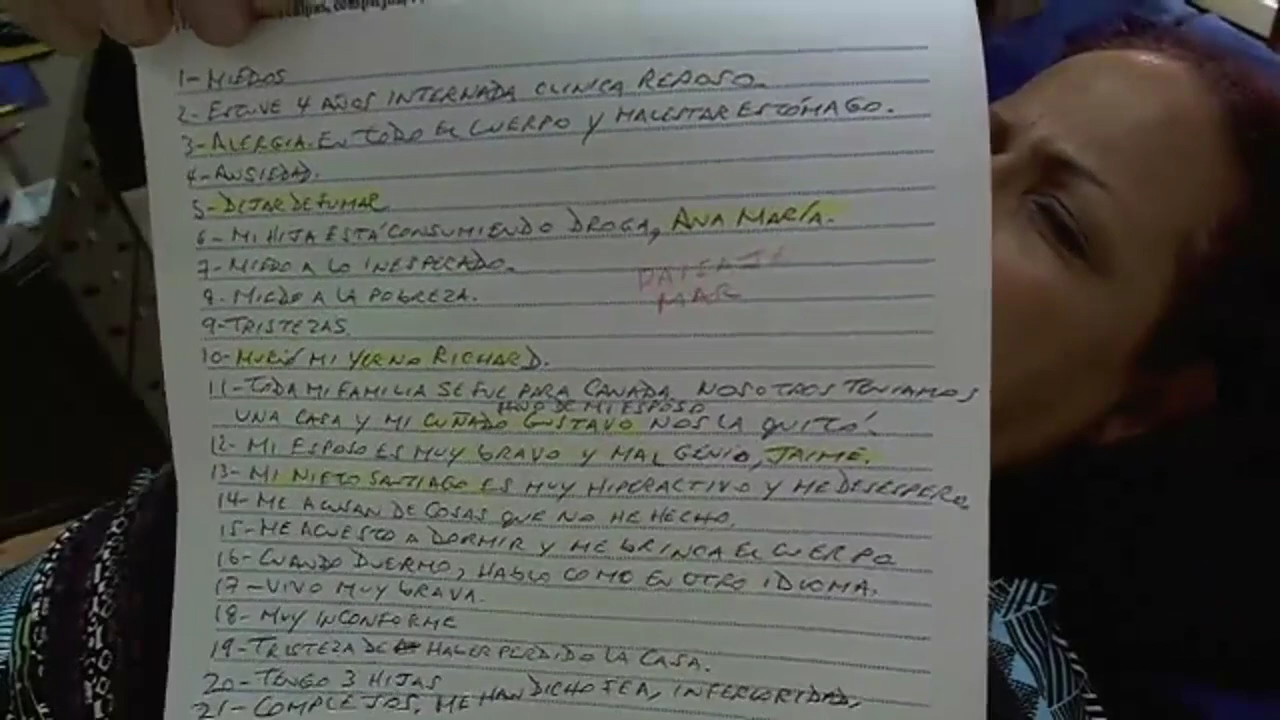 1- MIEDOS
2- ESTUVE 4 AÑOS INTERNADA CLINICA REPOSO.
3- ALERGIA EN TODO EL CUERPO Y MALESTAR ESTÓMAGO.
4- ANSIEDAD.
5- DEJAR DE FUMAR
6- MI HIJA ESTÁ CONSUMIENDO DROGA, ANA MARÍA.
7- MIEDO A LO INESPERADO.
8- MIEDO A LA POBREZA.
MAR
9- TRISTEZAS.
10- MURIÓ MI YERNO RICHARD.
11- TODA MI FAMILIA SE FUE PARA CANADA, NOSOTROS TENIAMOS
HNO DE MI ESPOSO
UNA CASA Y MI CUÑADO GUSTAVO NOS LA QUITÓ.
12- MI ESPOSO ES MUY BRAVO Y MAL GENIO, JAIME.
13- MI NIETO SANTIAGO ES MUY HIPERACTIVO Y ME DESESPERO.
14- ME ACUSAN DE COSAS QUE NO HE HECHO.
15- ME ACUESTO A DORMIR Y ME BRINCA EL CUERPO
16- CUANDO DUERMO, HABLO COMO EN OTRO IDIOMA.
17- VIVO MUY BRAVA.
18- MUY INCONFORME
19- TRISTEZA DE HABER PERDIDO LA CASA.
20- TENGO 3 HIJAS
21- COMPLEJOS, ME HAN DICHO FEA, INFERIORIDAD,